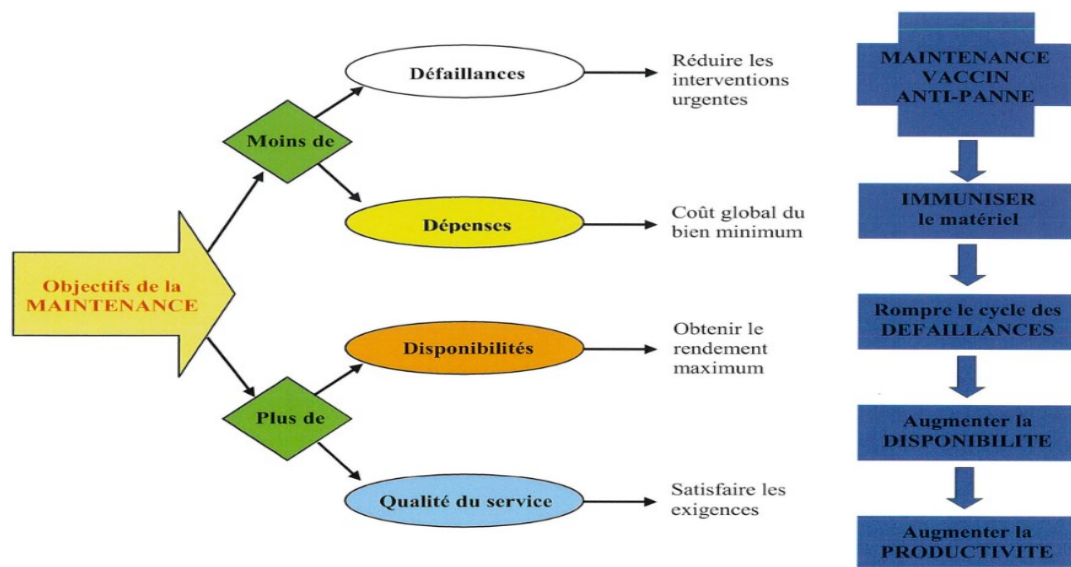 Objectifs de la
MAINTENANCE
Moins de
Défaillances
Réduire les
interventions
urgentes
Dépenses
Coût global du
bien minimum
Plus de
Disponibilités
Obtenir le
rendement
maximum
Qualité du service
Satisfaire les
exigences
MAINTENANCE
VACCIN
ANTI-PANNE
IMMUNISER
le matériel
Rompre le cycle des
DEFAILLANCES
Augmenter la
DISPONIBILITE
Augmenter la
PRODUCTIVITE